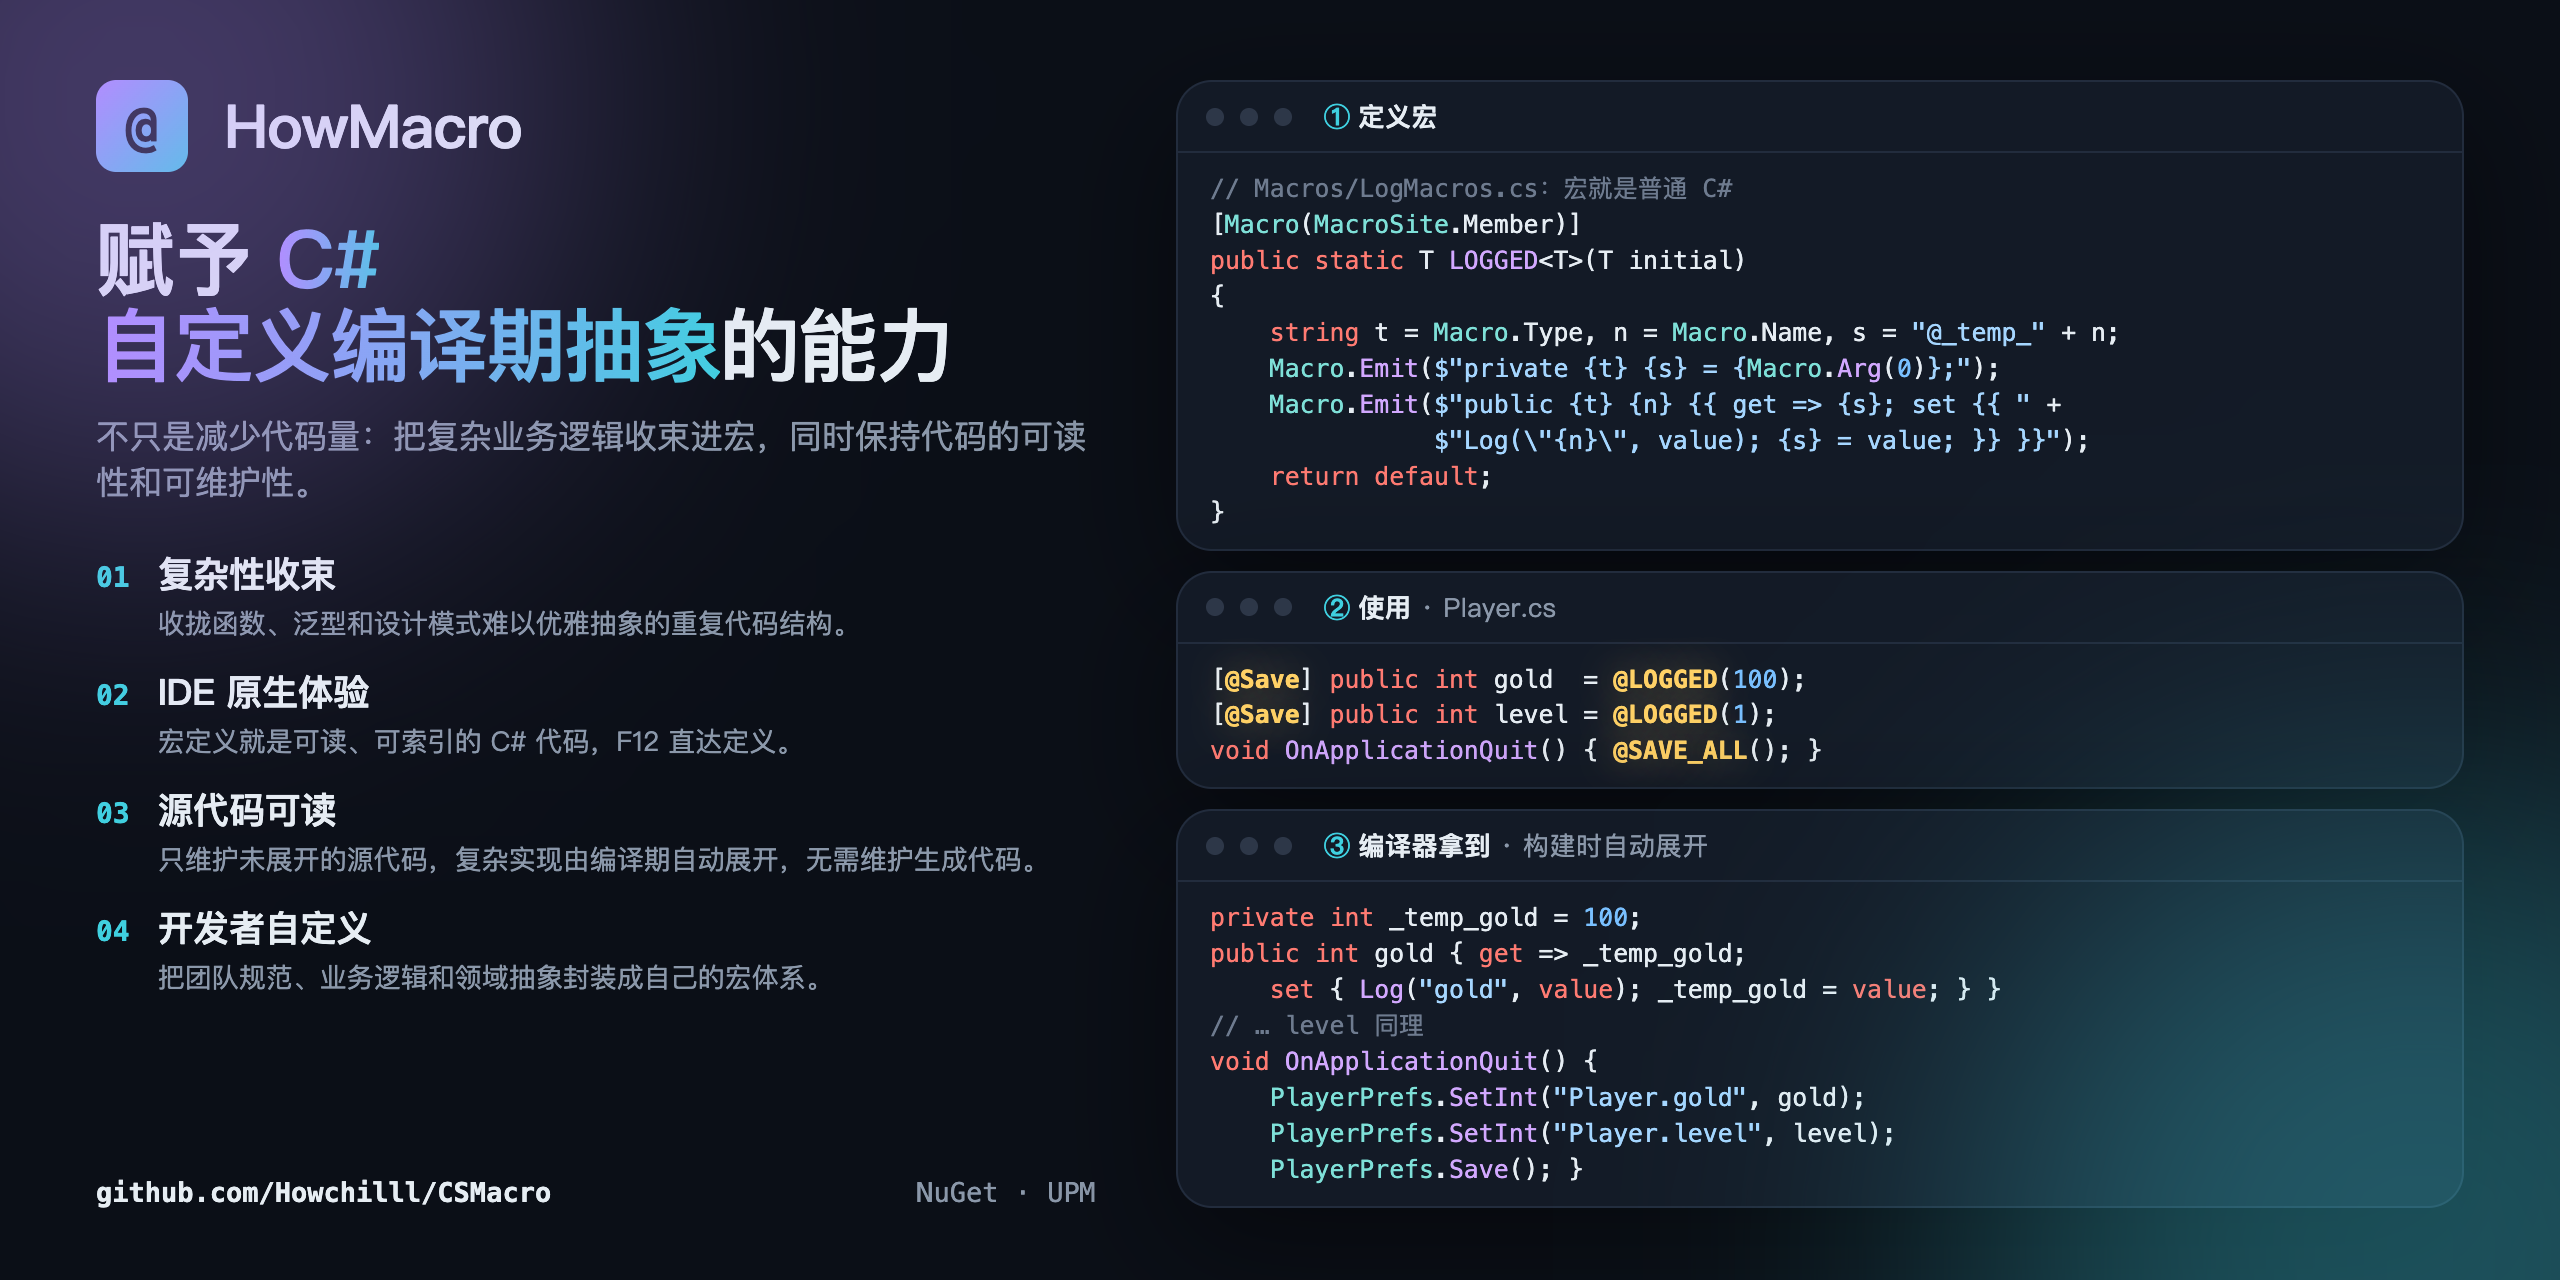 @ HowMacro
赋予 C#
自定义编译期抽象的能力
不只是减少代码量：把复杂业务逻辑收束进宏，同时保持代码的可读
性和可维护性。
01 复杂性收束
收拢函数、泛型和设计模式难以优雅抽象的重复代码结构。
02 IDE 原生体验
宏定义就是可读、可索引的 C# 代码，F12 直达定义。
03 源代码可读
只维护未展开的源代码，复杂实现由编译期自动展开，无需维护生成代码。
04 开发者自定义
把团队规范、业务逻辑和领域抽象封装成自己的宏体系。
github.com/Howchilll/CSMacro
NuGet · UPM
① 定义宏
// Macros/LogMacros.cs：宏就是普通 C#
[Macro(MacroSite.Member)]
public static T LOGGED<T>(T initial)
{
    string t = Macro.Type, n = Macro.Name, s = "@_temp_" + n;
    Macro.Emit($"private {t} {s} = {Macro.Arg(0)};");
    Macro.Emit($"public {t} {n} {{ get => {s}; set {{ " +
               $"Log(\"{n}\", value); {s} = value; }} }}");
    return default;
}
② 使用 · Player.cs
[@Save] public int gold  = @LOGGED(100);
[@Save] public int level = @LOGGED(1);
void OnApplicationQuit() { @SAVE_ALL(); }
③ 编译器拿到 · 构建时自动展开
private int _temp_gold = 100;
public int gold { get => _temp_gold;
    set { Log("gold", value); _temp_gold = value; } }
// … level 同理
void OnApplicationQuit() {
    PlayerPrefs.SetInt("Player.gold", gold);
    PlayerPrefs.SetInt("Player.level", level);
    PlayerPrefs.Save(); }